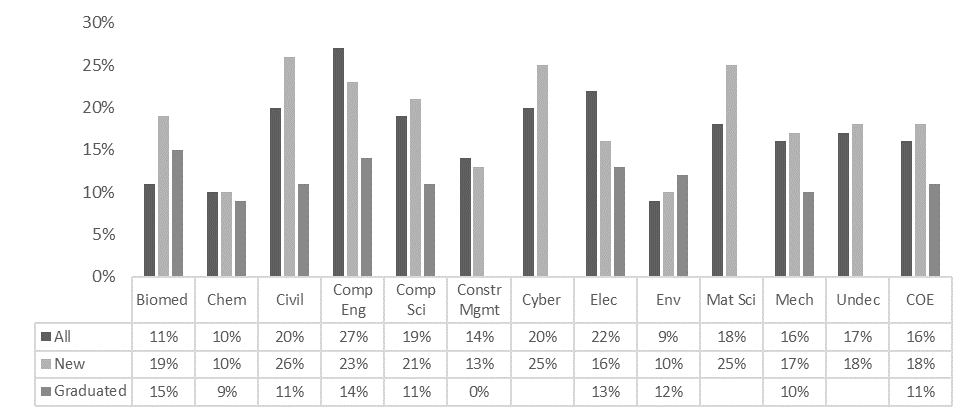 30%
25%
20%
15%
10%
5%
0%
Biomed Chem Civil Comp Eng Comp Sci Constr Mgmt Cyber Elec Env Mat Sci Mech Undec COE
All 11% 10% 20% 27% 19% 14% 20% 22% 9% 18% 16% 17% 16%
New 19% 10% 26% 23% 21% 13% 25% 16% 10% 25% 17% 18% 18%
Graduated 15% 9% 11% 14% 11% 0% 13% 12% 10% 11%